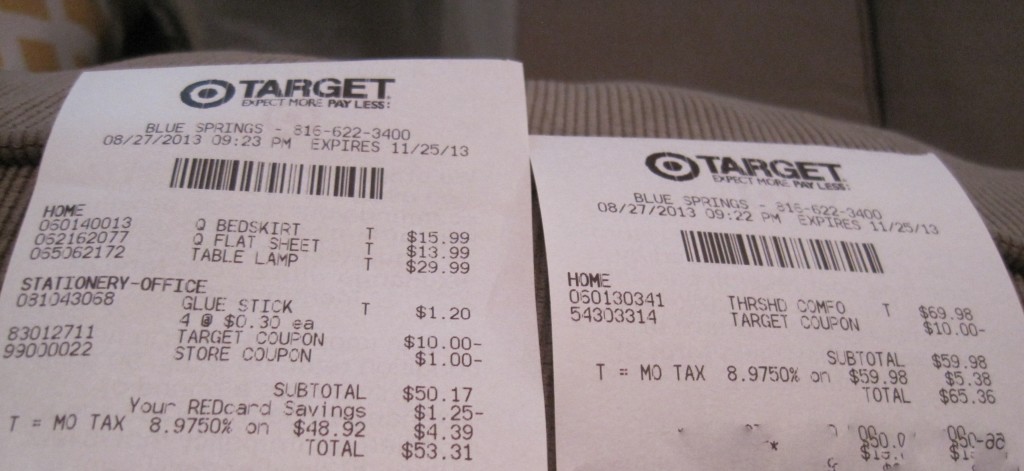 TARGET
EXPECT MORE PAY LESS.
BLUE SPRINGS - 816-622-3400
08/27/2013 09:23 PM EXPIRES 11/25/13
HOME
060140013 Q BEDSKIRT T $15.99
062162077 Q FLAT SHEET T $13.99
065062172 TABLE LAMP T $29.99
STATIONERY-OFFICE
081043068 GLUE STICK T $1.20
4 @ $0.30 ea
83012711 TARGET COUPON $10.00-
99000022 STORE COUPON $1.00-
SUBTOTAL $50.17
Your REDcard Savings $1.25-
T = MO TAX 8.9750% on $48.92 $4.39
TOTAL $53.31
TARGET
EXPECT MORE PAY LESS.
BLUE SPRINGS - 816-622-3400
08/27/2013 09:22 PM EXPIRES 11/25/13
HOME
060130341 THRSHD COMFO T $69.98
54303314 TARGET COUPON $10.00-
SUBTOTAL $59.98
T = MO TAX 8.9750% on $59.98 $5.38
TOTAL $65.36
*